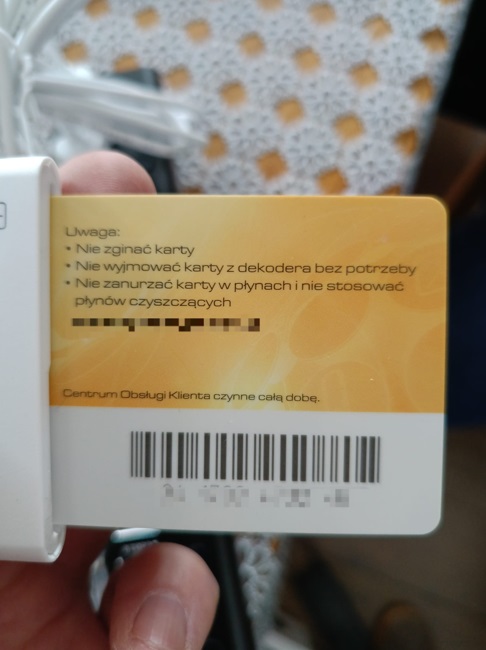 Uwaga:
• Nie zginać karty
• Nie wyjmować karty z dekodera bez potrzeby
• Nie zanurzać karty w płynach i nie stosować
płynów czyszczących
Centrum Obsługi Klienta czynne całą dobę.